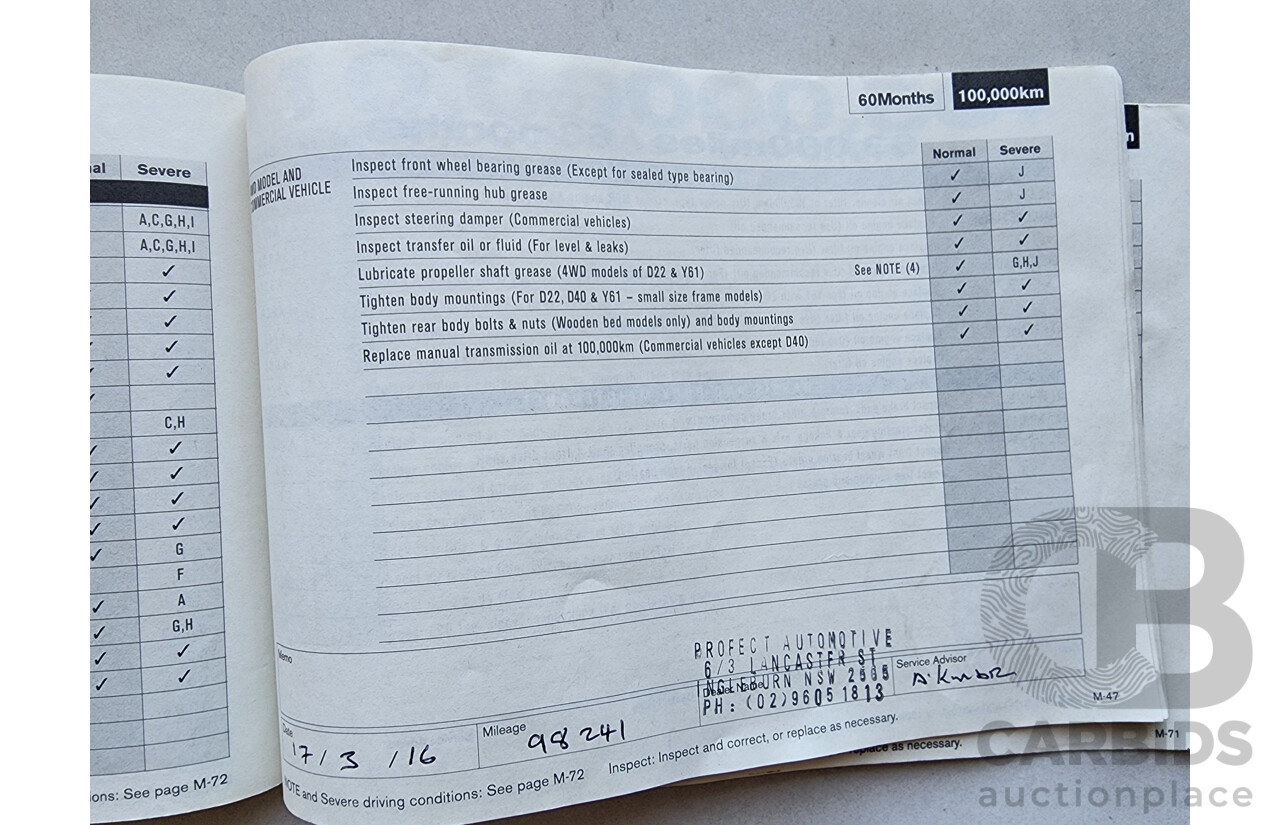 al Severe
A,C,G,H,I
A,C,G,H,I
✓
✓
✓
✓
✓
C,H
✓ ✓
✓ ✓
✓ ✓
✓ ✓
✓ G
F
✓ A
✓ G,H
✓ ✓
✓ ✓
ons: See page M-72
60Months 100,000km
Normal Severe
MODEL AND
COMMERCIAL VEHICLE
Inspect front wheel bearing grease (Except for sealed type bearing) ✓ J
Inspect free-running hub grease ✓ J
Inspect steering damper (Commercial vehicles) ✓ ✓
Inspect transfer oil or fluid (For level & leaks) ✓ ✓
Lubricate propeller shaft grease (4WD models of D22 & Y61) See NOTE (4) ✓ G,H,J
Tighten body mountings (For D22, D40 & Y61 – small size frame models) ✓ ✓
Tighten rear body bolts & nuts (Wooden bed models only) and body mountings ✓ ✓
Replace manual transmission oil at 100,000km (Commercial vehicles except D40) ✓ ✓
Memo
PROFECT AUTOMOTIVE
6/3 LANCASTER ST
INGLEBURN NSW 2565
PH: (02)9605 1813
Dealer Name
Service Advisor
Date
17/3/16
Mileage
98241
M-47
NOTE and Severe driving conditions: See page M-72 Inspect: Inspect and correct, or replace as necessary.
m
M-71
place as necessary.
CB
CARBIDS
auctionplace